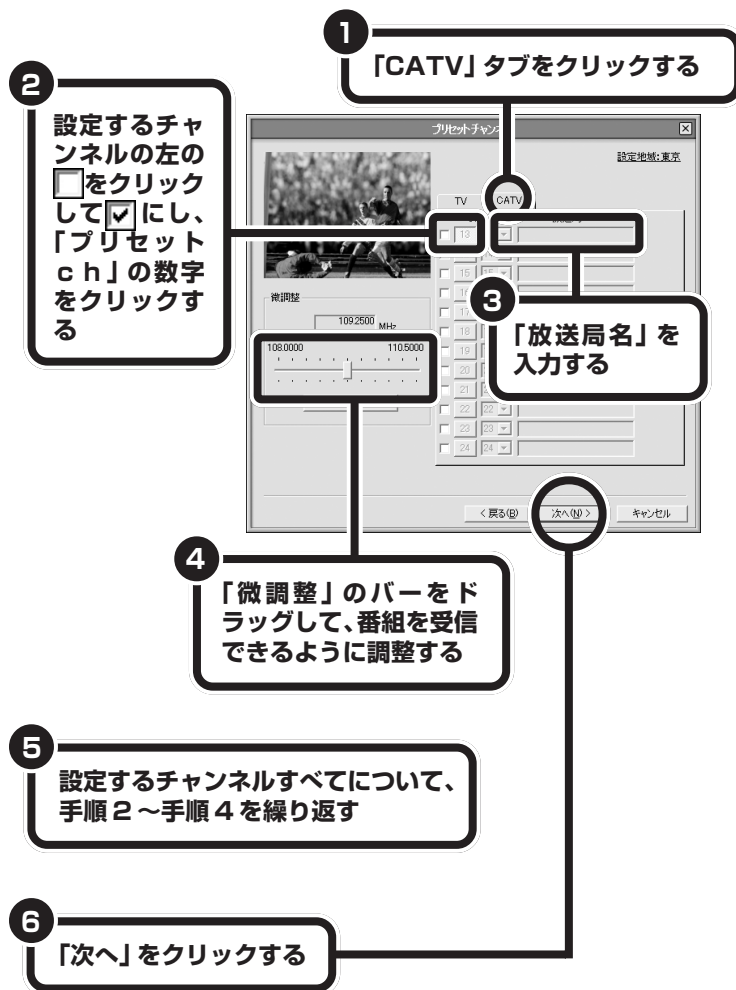 1
「CATV」タブをクリックする
2
設定するチャ
ンネルの左の
をクリック
して にし、
「プリセット
ch」の数字
をクリックす
る
設定地域:東京
TV CATV
13
15 15
微調整
109.2500 MHz
108.0000 110.5000
16
17
18
19
20
21
22 22
23 23
24 24
3
「放送局名」を
入力する
< 戻る(B) 次へ(N) > キャンセル
4
「微調整」のバーをド
ラッグして、番組を受信
できるように調整する
5
設定するチャンネルすべてについて、
手順2~手順4を繰り返す
6
「次へ」をクリックする